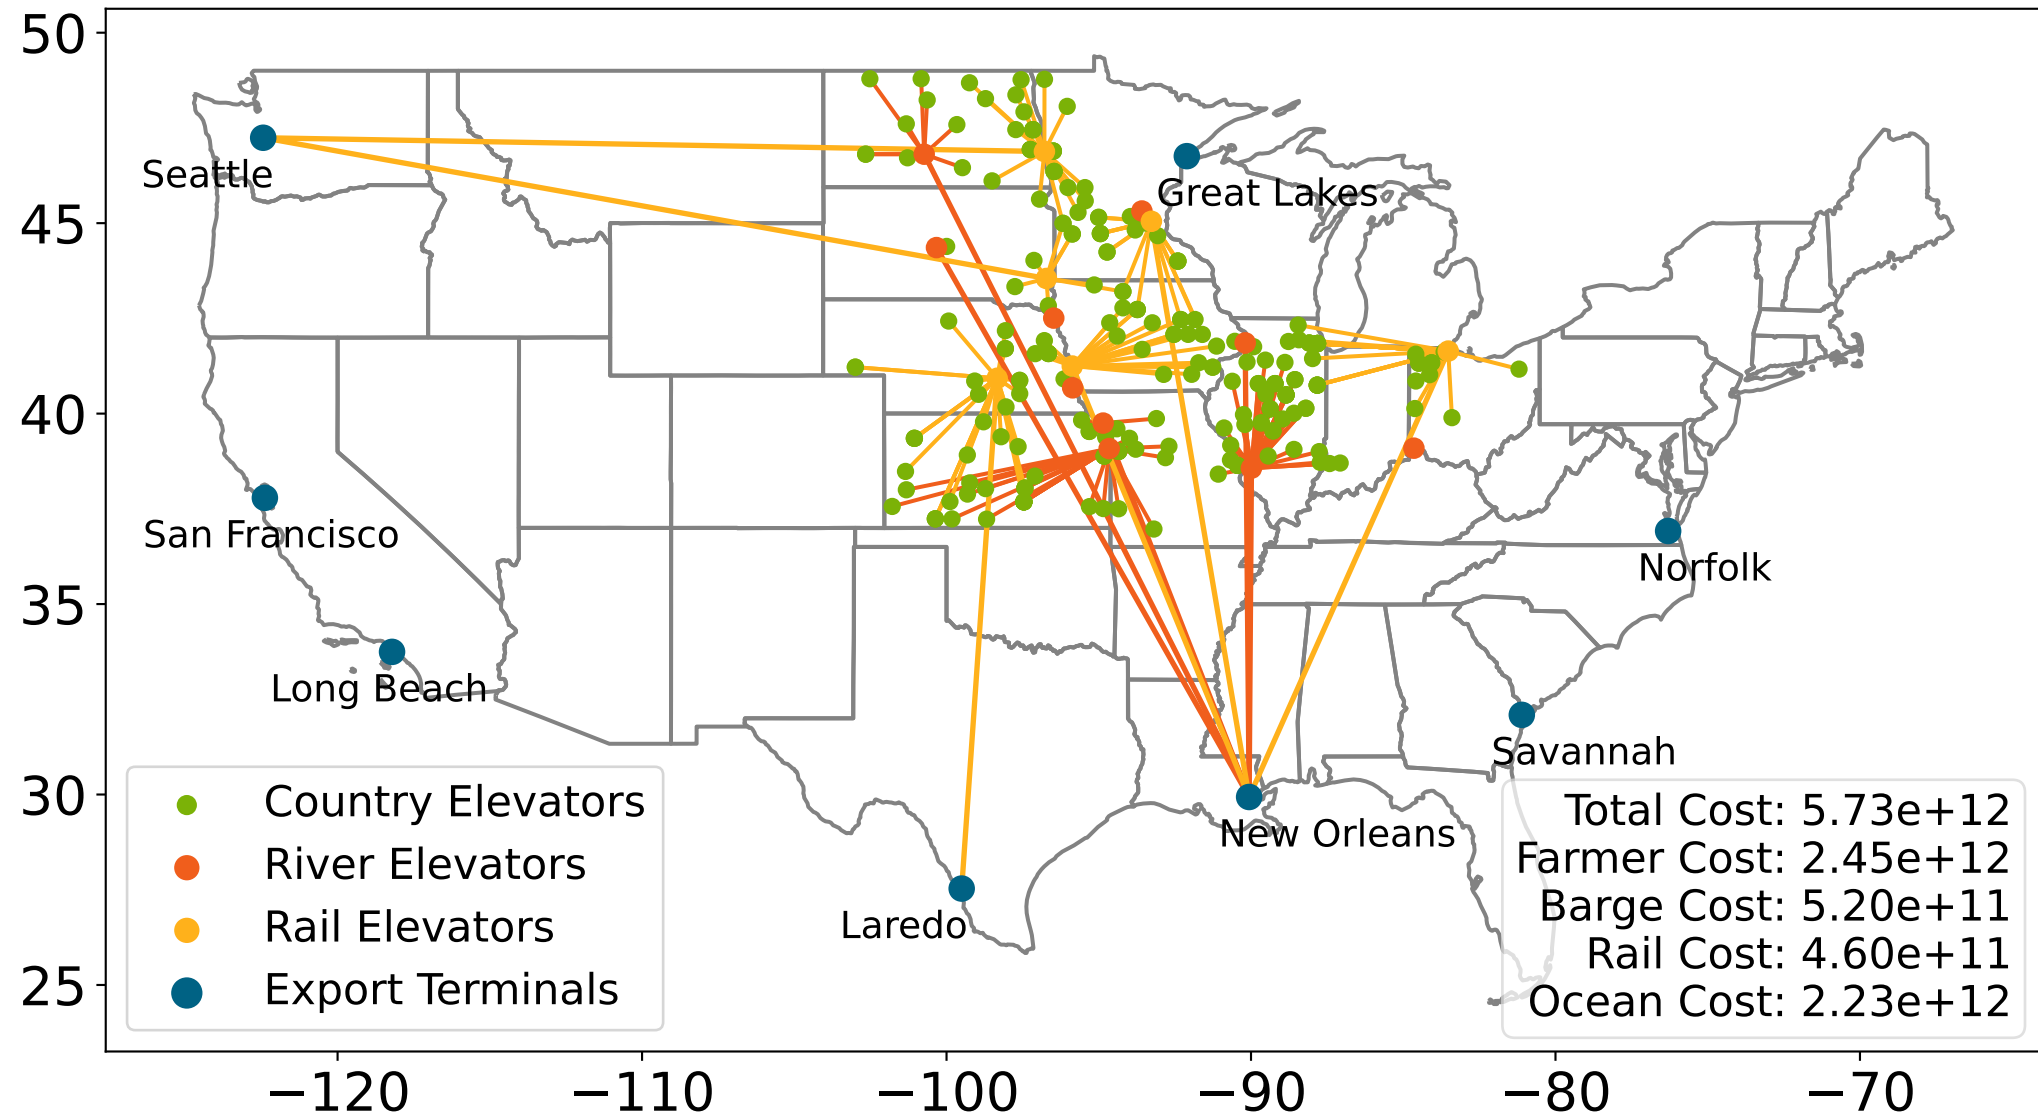 50
45
40
35
30
25
Seattle
Great Lakes
San Francisco
Norfolk
Long Beach
Savannah
New Orleans
Laredo
Country Elevators
River Elevators
Rail Elevators
Export Terminals
Total Cost: 5.73e+12
Farmer Cost: 2.45e+12
Barge Cost: 5.20e+11
Rail Cost: 4.60e+11
Ocean Cost: 2.23e+12
−120 −110 −100 −90 −80 −70